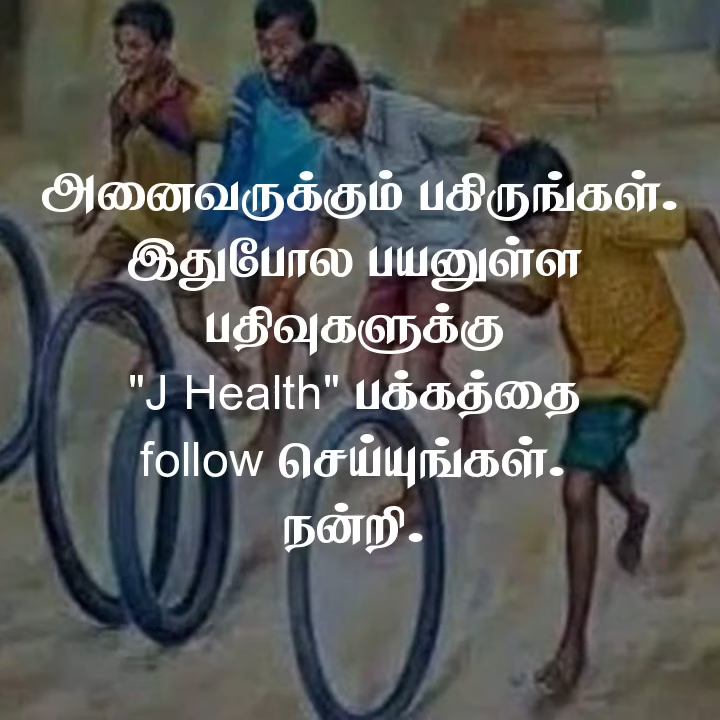 அனைவருக்கும் பகிருங்கள்.
இதுபோல பயனுள்ள
பதிவுகளுக்கு
"J Health" பக்கத்தை
follow செய்யுங்கள்.
நன்றி.